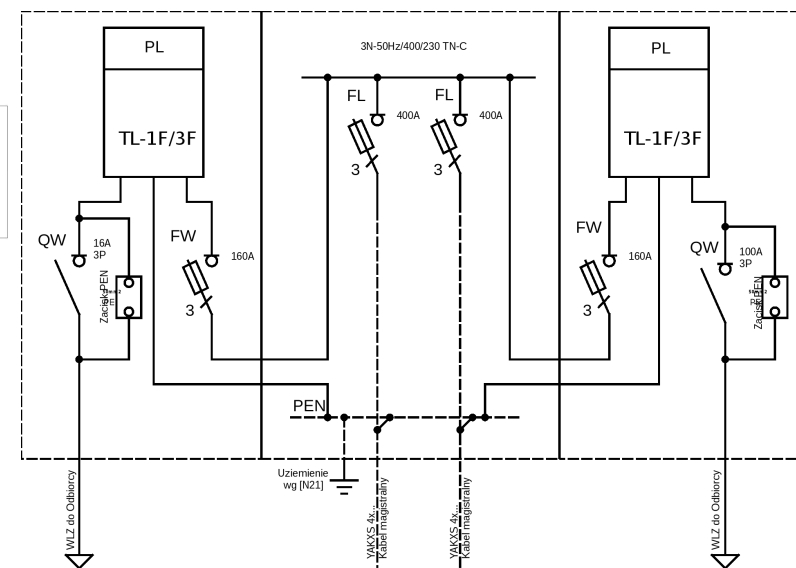 PL
3N-50Hz/400/230 TN-C
PL
FL
400A
FL
400A
TL-1F/3F
TL-1F/3F
3
3
QW
16A
3P
FW
160A
FW
160A
QW
100A
3P
Zacisk PEN
PE
3
3
Zacisk PEN
PEN
Uziemienie
wg [N21]
WLZ do Odbiorcy
YAKXS 4x...
Kabel magistralny
YAKXS 4x...
Kabel magistralny
WLZ do Odbiorcy